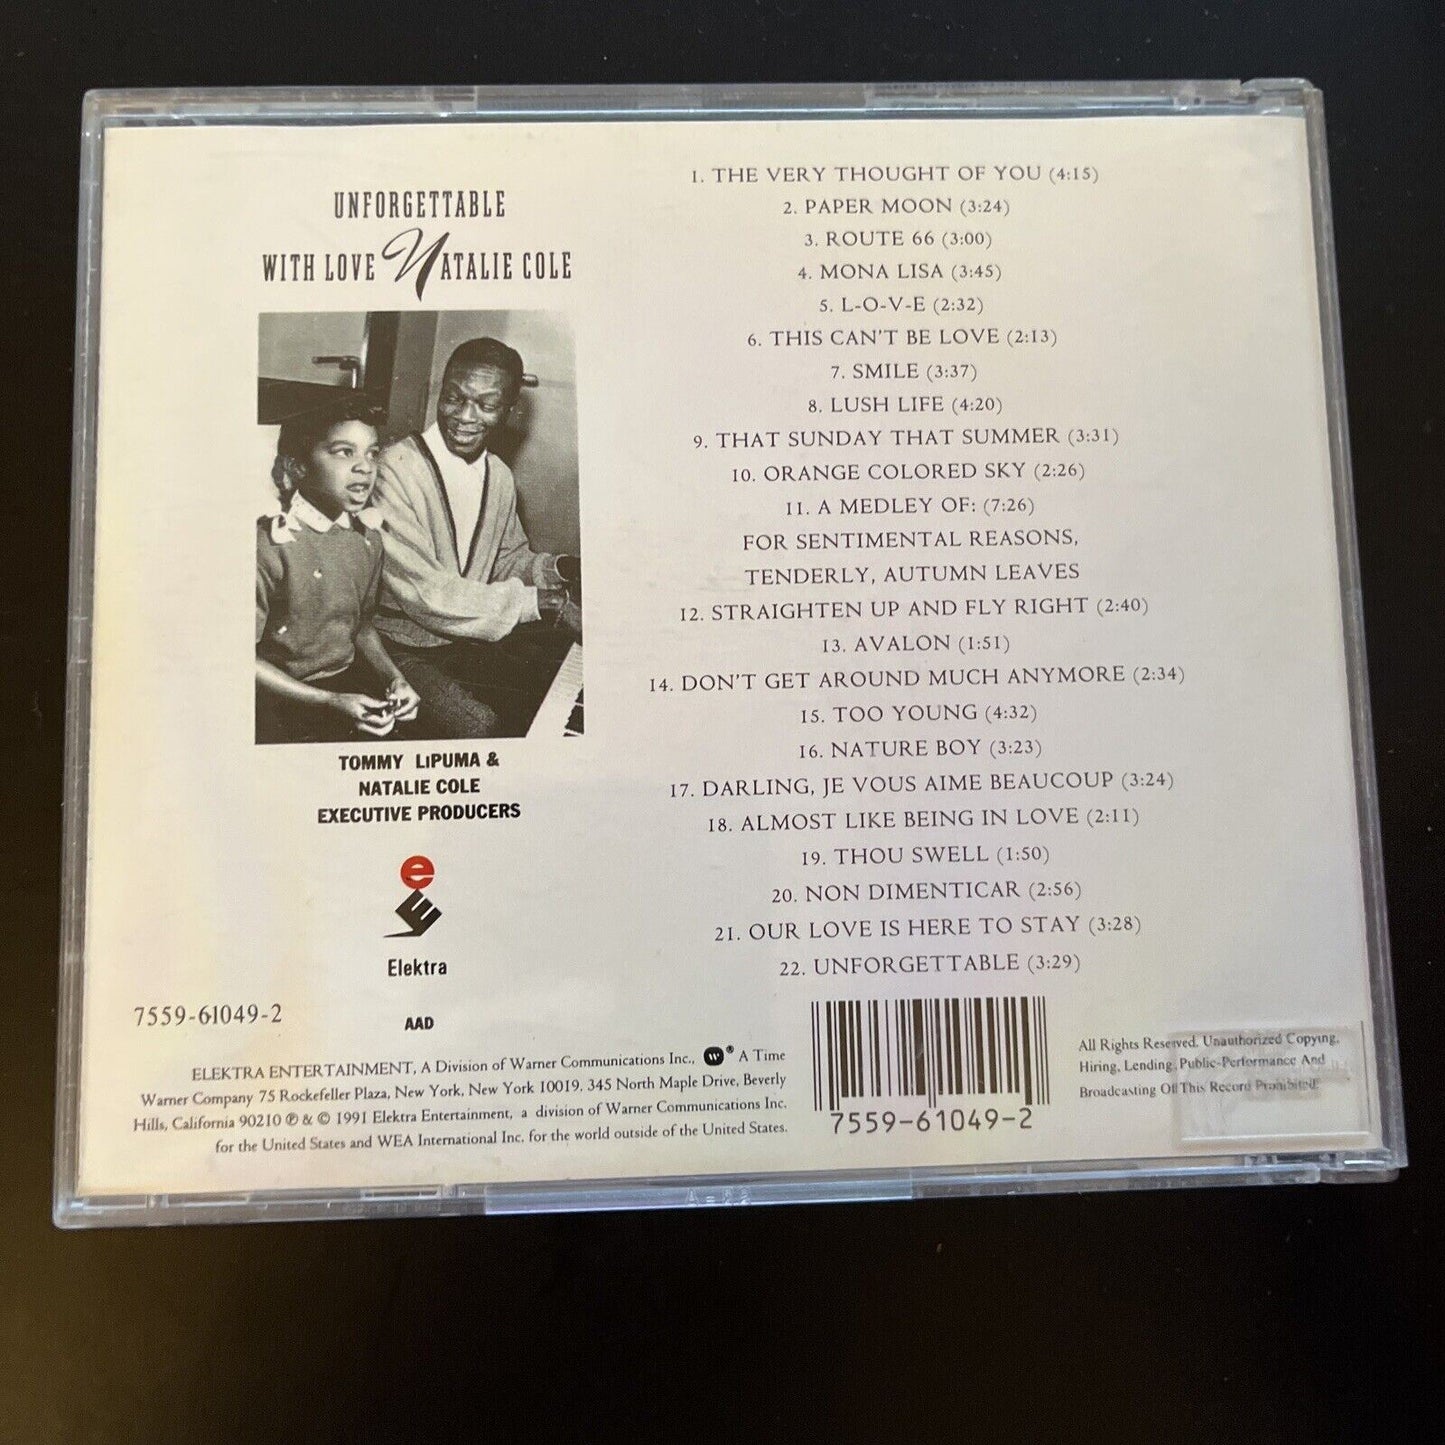 UNFORGETTABLE
WITH LOVE NATALIE COLE
TOMMY LiPUMA &
NATALIE COLE
EXECUTIVE PRODUCERS
e
E
Elektra
AAD
7559-61049-2
1. THE VERY THOUGHT OF YOU (4:15)
2. PAPER MOON (3:24)
3. ROUTE 66 (3:00)
4. MONA LISA (3:45)
5. L-O-V-E (2:32)
6. THIS CAN'T BE LOVE (2:13)
7. SMILE (3:37)
8. LUSH LIFE (4:20)
9. THAT SUNDAY THAT SUMMER (3:31)
10. ORANGE COLORED SKY (2:26)
11. A MEDLEY OF: (7:26)
FOR SENTIMENTAL REASONS,
TENDERLY, AUTUMN LEAVES
12. STRAIGHTEN UP AND FLY RIGHT (2:40)
13. AVALON (1:51)
14. DON'T GET AROUND MUCH ANYMORE (2:34)
15. TOO YOUNG (4:32)
16. NATURE BOY (3:23)
17. DARLING, JE VOUS AIME BEAUCOUP (3:24)
18. ALMOST LIKE BEING IN LOVE (2:11)
19. THOU SWELL (1:50)
20. NON DIMENTICAR (2:56)
21. OUR LOVE IS HERE TO STAY (3:28)
22. UNFORGETTABLE (3:29)
ELEKTRA ENTERTAINMENT, A Division of Warner Communications Inc., W ® A Time
Warner Company 75 Rockefeller Plaza, New York, New York 10019, 345 North Maple Drive, Beverly
Hills, California 90210 ℗ & © 1991 Elektra Entertainment, a division of Warner Communications Inc.
for the United States and WEA International Inc. for the world outside of the United States.
7559-61049-2
All Rights Reserved. Unauthorized Copying,
Hiring, Lending, Public-Performance And
Broadcasting Of This Record Prohibited